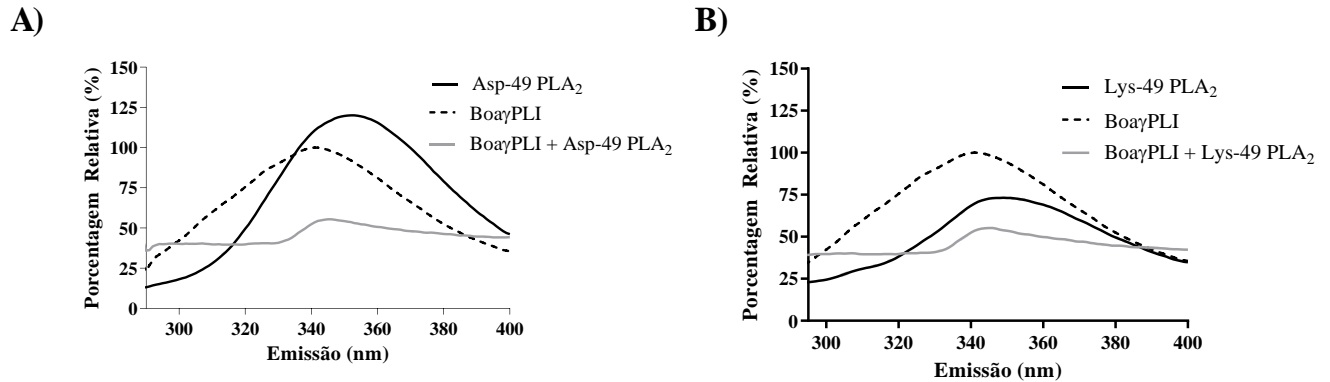 A)
Porcentagem Relativa (%)
150
125
100
75
50
25
0
300
320
340
360
380
400
Emissão (nm)
Asp-49 PLA₂
BoaγPLI
BoaγPLI + Asp-49 PLA₂
B)
Porcentagem Relativa (%)
150
125
100
75
50
25
0
300
320
340
360
380
400
Emissão (nm)
Lys-49 PLA₂
BoaγPLI
BoaγPLI + Lys-49 PLA₂